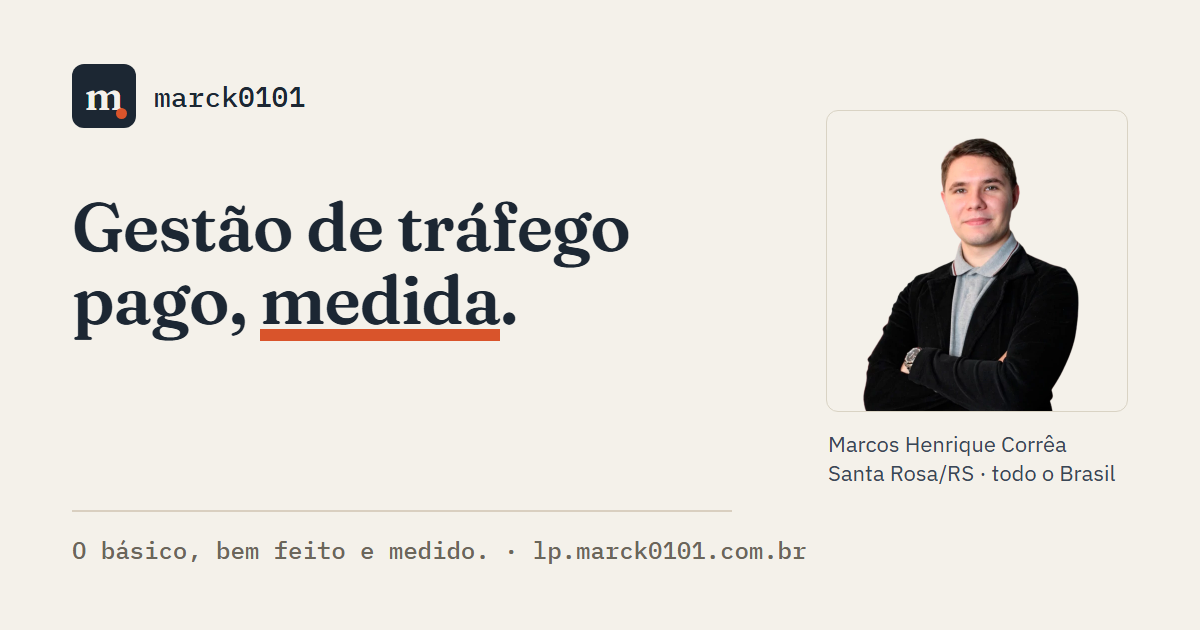 m.
marck0101
Gestão de tráfego
pago, medida.
Marcos Henrique Corrêa
Santa Rosa/RS · todo o Brasil
O básico, bem feito e medido. · lp.marck0101.com.br